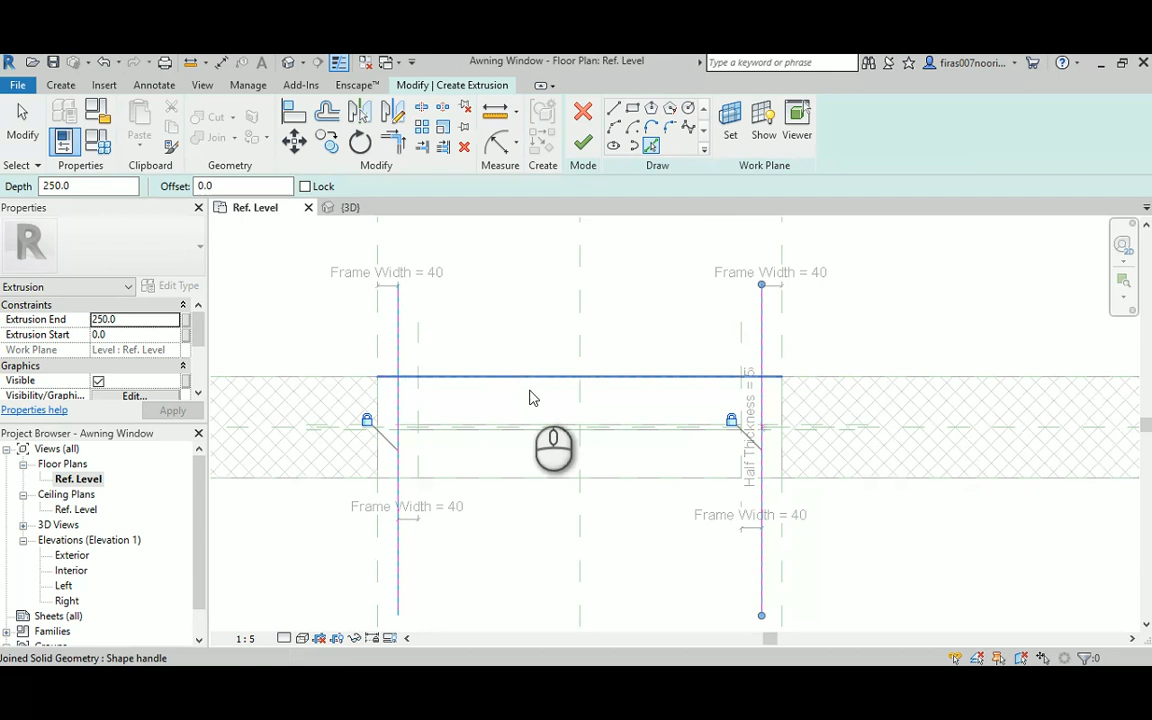 Awning Window - Floor Plan: Ref. Level
Type a keyword or phrase
firas007noori...
File Create Insert Annotate View Manage Add-Ins Enscape™ Modify | Create Extrusion
Modify
Paste
Cut
Join
Set Show Viewer
Select Properties Clipboard Geometry Modify Measure Create Mode Draw Work Plane
Depth 250.0 Offset: 0.0 Lock
Properties
Ref. Level {3D}
R
Extrusion Edit Type
Constraints
Extrusion End 250.0
Extrusion Start 0.0
Work Plane Level : Ref. Level
Graphics
Visible
Visibility/Graphi... Edit...
Properties help Apply
Project Browser - Awning Window
Views (all)
Floor Plans
Ref. Level
Ceiling Plans
Ref. Level
3D Views
Elevations (Elevation 1)
Exterior
Interior
Left
Right
Sheets (all)
Families
Frame Width = 40
Frame Width = 40
Frame Width = 40
Frame Width = 40
1 : 5
Joined Solid Geometry : Shape handle
:0